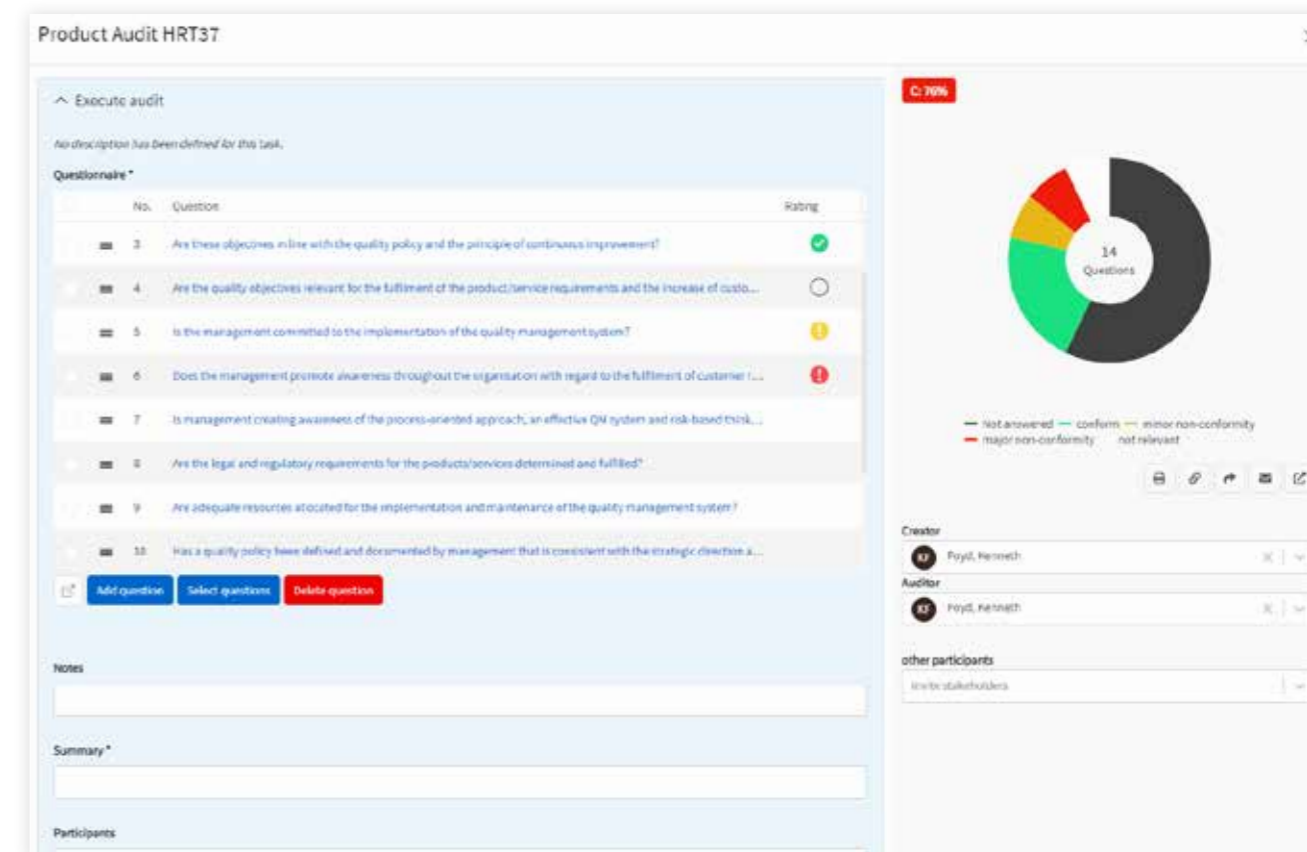 Product Audit HRT37
Execute audit
No description has been defined for this task.
Questionnaire *
No. Question Rating
3 Are these objectives in line with the quality policy and the principle of continuous improvement?
4 Are the quality objectives relevant for the fulfilment of the product/service requirements and the increase of custo...
5 Is the management committed to the implementation of the quality management system?
6 Does the management promote awareness throughout the organisation with regard to the fulfilment of customer r...
7 Is management creating awareness of the process-oriented approach, an effective QM system and risk-based think...
8 Are the legal and regulatory requirements for the products/services determined and fulfilled?
9 Are adequate resources allocated for the implementation and maintenance of the quality management system?
10 Has a quality policy been defined and documented by management that is consistent with the strategic direction a...
Add question Select questions Delete question
Notes
Summary *
Participants
C: 76%
14
Questions
Not answered conform minor non-conformity
major non-conformity not relevant
Creator
KF Foyd, Kenneth
Auditor
KF Foyd, Kenneth
other participants
Invite stakeholders